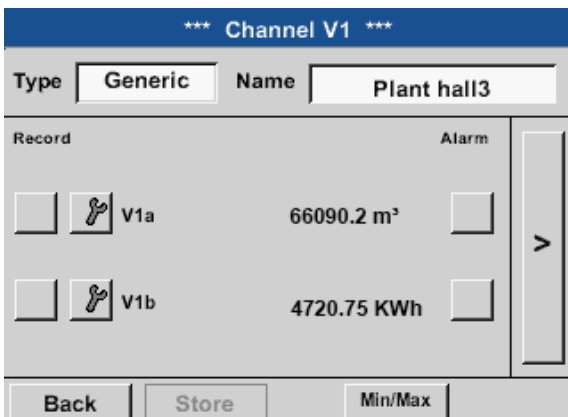 *** Channel V1 ***
Type Generic Name Plant hall3
Record Alarm
V1a 66090.2 m³
>
V1b 4720.75 KWh
Back Store Min/Max